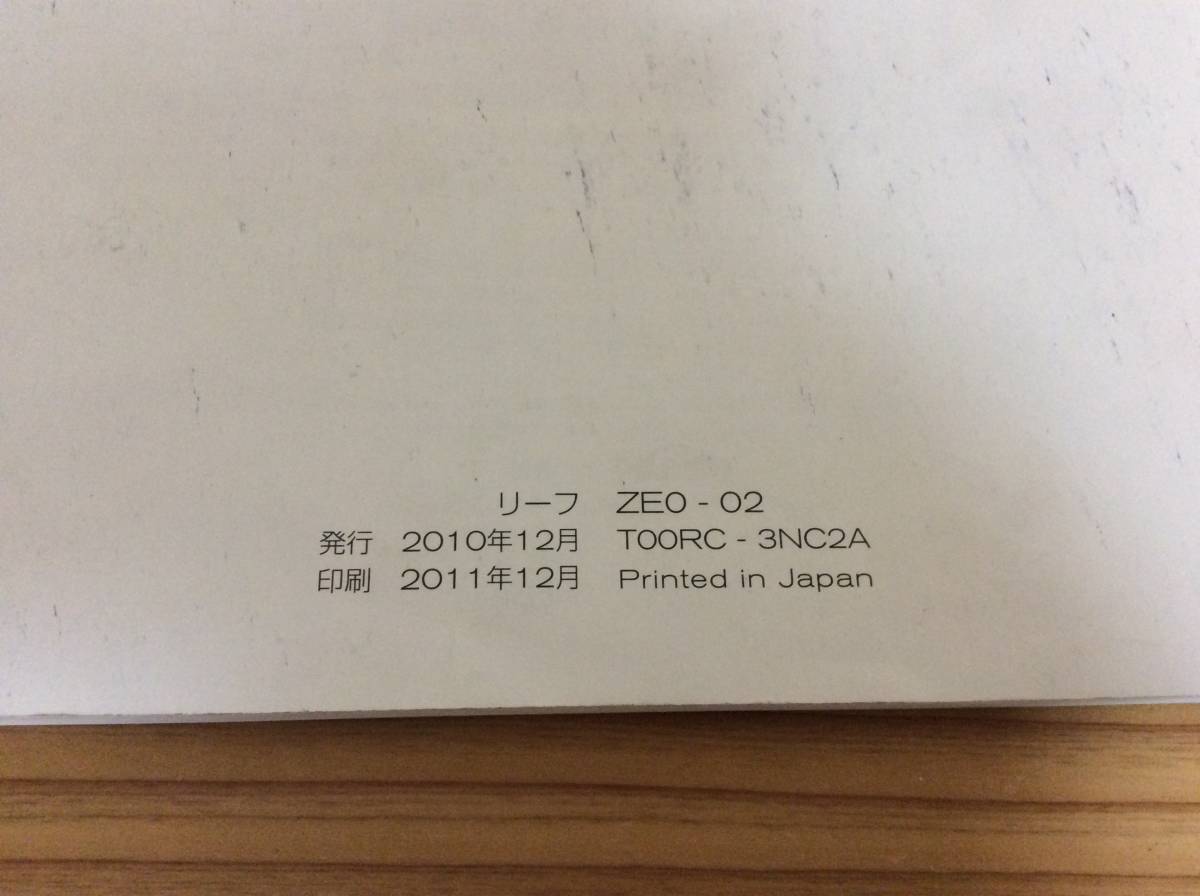 リーフ ZE0 - 02
発行 2010年12月 T00RC - 3NC2A
印刷 2011年12月 Printed in Japan